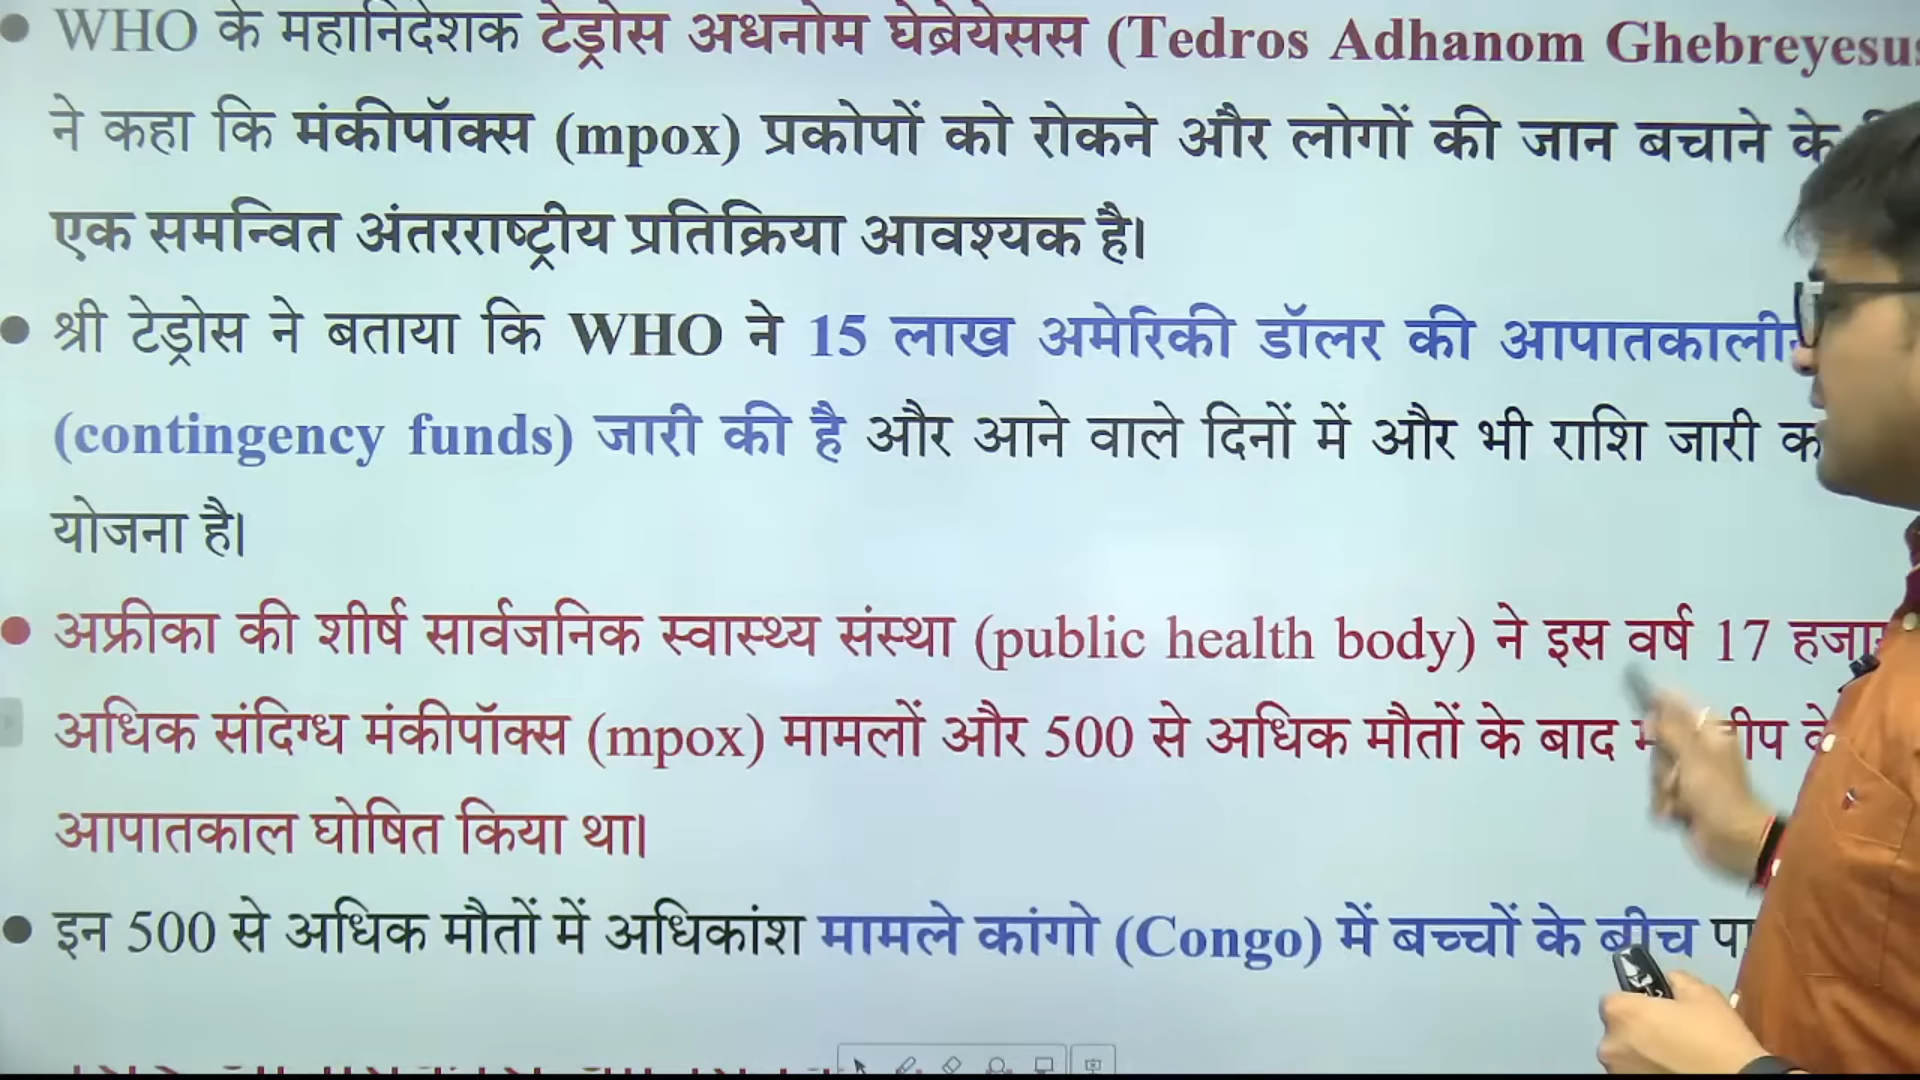 • WHO के महानिदेशक टेड्रोस अधनोम घेब्रेयेसस (Tedros Adhanom Ghebreyesus
ने कहा कि मंकीपॉक्स (mpox) प्रकोपों को रोकने और लोगों की जान बचाने के
एक समन्वित अंतरराष्ट्रीय प्रतिक्रिया आवश्यक है।
• श्री टेड्रोस ने बताया कि WHO ने 15 लाख अमेरिकी डॉलर की आपातकालीन
(contingency funds) जारी की है और आने वाले दिनों में और भी राशि जारी
योजना है।
• अफ्रीका की शीर्ष सार्वजनिक स्वास्थ्य संस्था (public health body) ने इस वर्ष 17 हजार
अधिक संदिग्ध मंकीपॉक्स (mpox) मामलों और 500 से अधिक मौतों के बाद
आपातकाल घोषित किया था।
• इन 500 से अधिक मौतों में अधिकांश मामले कांगो (Congo) में बच्चों के बीच